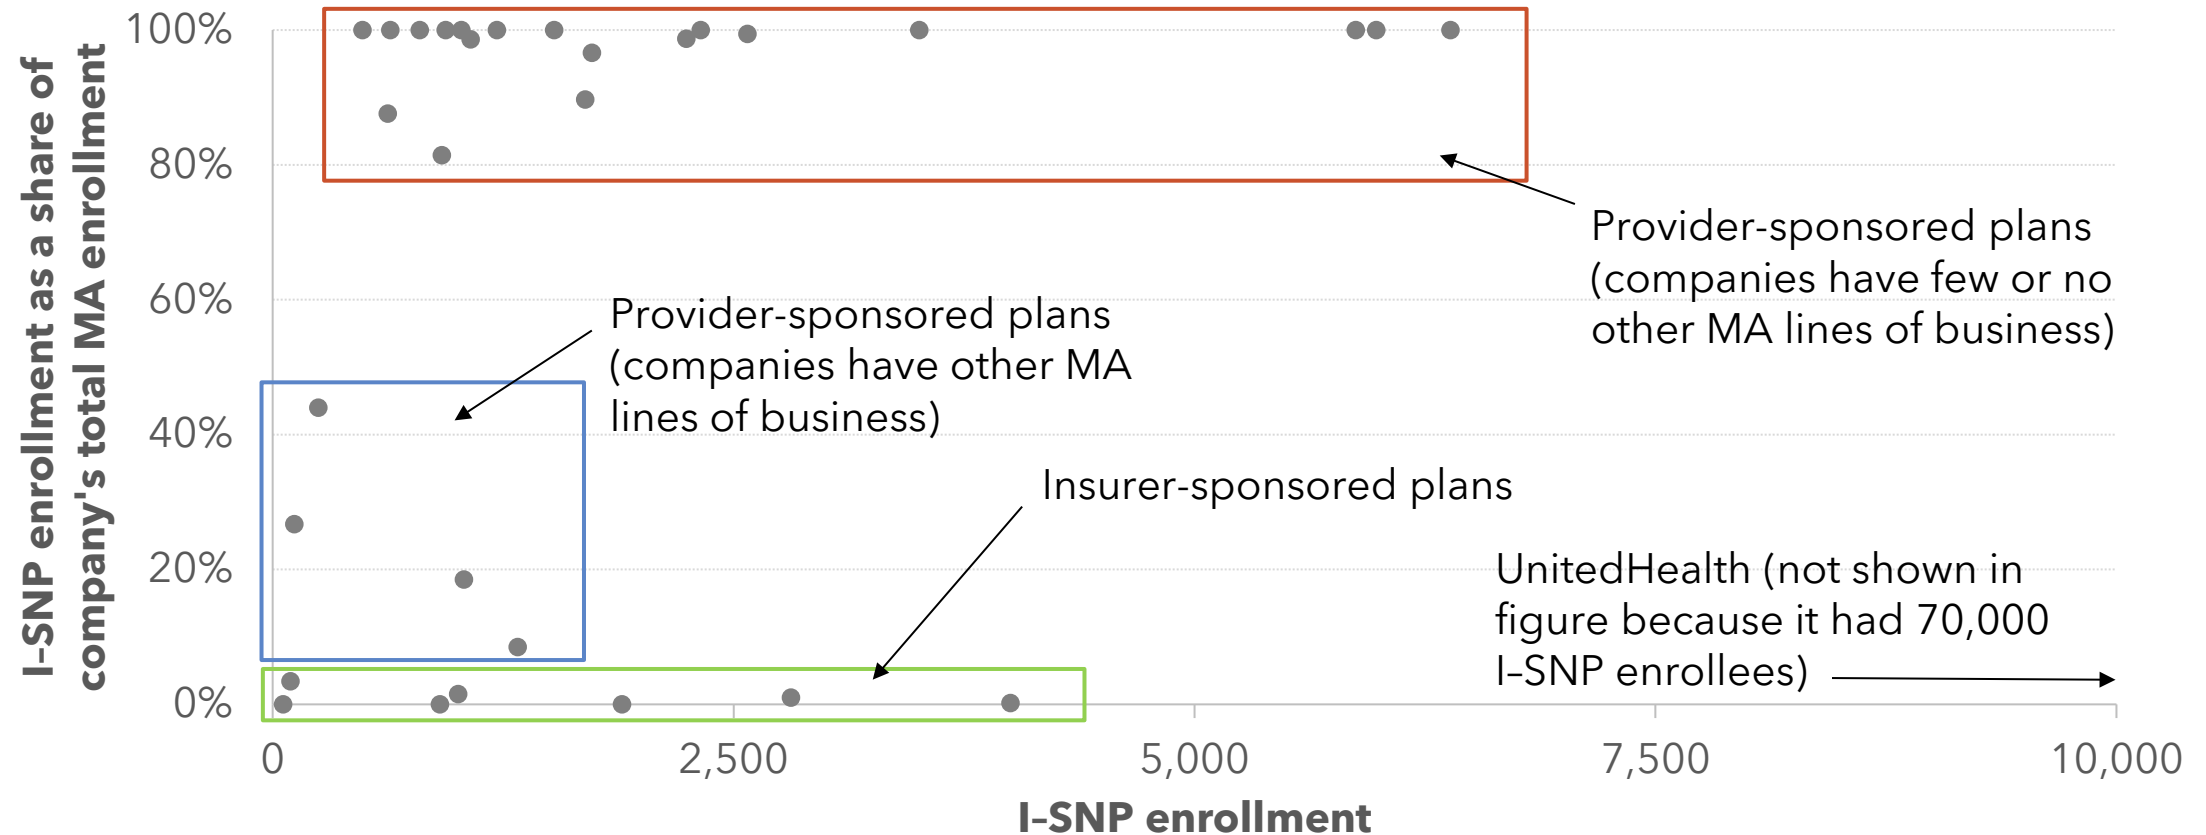 I–SNP enrollment as a share of
company's total MA enrollment
100%
80%
60%
40%
20%
0%
Provider-sponsored plans
(companies have few or no
other MA lines of business)
Provider-sponsored plans
(companies have other MA
lines of business)
Insurer-sponsored plans
UnitedHealth (not shown in
figure because it had 70,000
I–SNP enrollees)
0
2,500
5,000
7,500
10,000
I–SNP enrollment